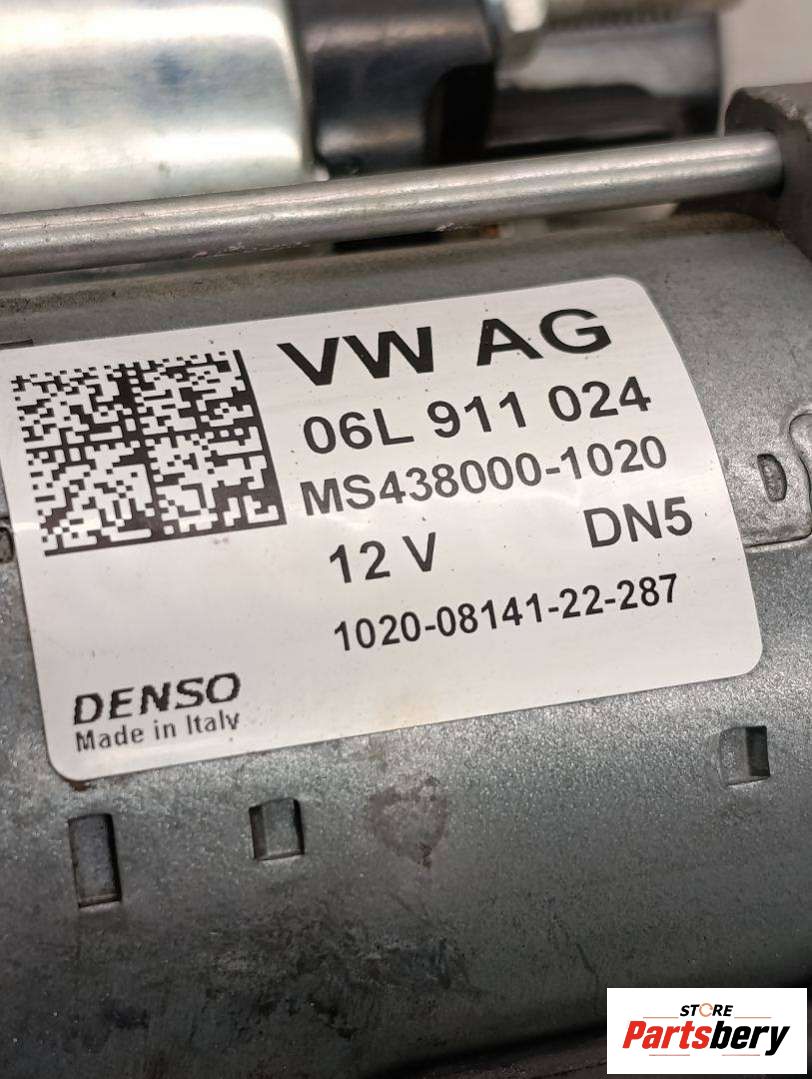 VW AG
06L 911 024
MS438000-1020
12 V DN5
1020-08141-22-287
DENSO
Made in Italy
STORE
Partsbery